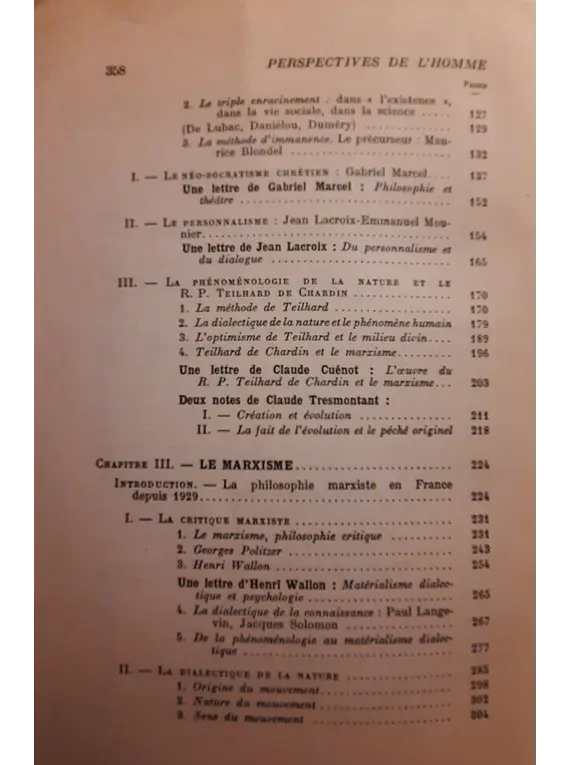 358 PERSPECTIVES DE L'HOMME
Pages
2. Le triple enracinement : dans « l'existence »,
dans la vie sociale, dans la science ..... 127
(De Lubac, Daniélou, Duméry) .............. 129
3. La méthode d'immanence. Le précurseur : Mau-
rice Blondel ........................ 132
I. — Le néo-socratisme chrétien : Gabriel Marcel.... 137
Une lettre de Gabriel Marcel : Philosophie et
théâtre ................................ 152
II. — Le personnalisme : Jean Lacroix-Emmanuel Mou-
nier........................................ 154
Une lettre de Jean Lacroix : Du personnalisme et
du dialogue ............................ 165
III. — La phénoménologie de la nature et le
R. P. Teilhard de Chardin ................ 170
1. La méthode de Teilhard ................ 170
2. La dialectique de la nature et le phénomène humain 179
3. L'optimisme de Teilhard et le milieu divin.... 189
4. Teilhard de Chardin et le marxisme......... 196
Une lettre de Claude Cuénot : L'œuvre du
R. P. Teilhard de Chardin et le marxisme... 203
Deux notes de Claude Tresmontant :
I. — Création et évolution ............... 211
II. — La fait de l'évolution et le péché originel 218
Chapitre III. — LE MARXISME.......................... 224
Introduction. — La philosophie marxiste en France
depuis 1929........................................ 224
I. — La critique marxiste .......................... 231
1. Le marxisme, philosophie critique ........... 231
2. Georges Politzer ............................ 243
3. Henri Wallon ................................ 254
Une lettre d'Henri Wallon : Matérialisme dialec-
tique et psychologie ........................ 265
4. La dialectique de la connaissance : Paul Lange-
vin, Jacques Solomon .................. 267
5. De la phénoménologie au matérialisme dialec-
tique .................................. 277
II. — La dialectique de la nature .................. 285
1. Origine du mouvement...................... 298
2. Nature du mouvement ...................... 302
3. Sens du mouvement ........................ 304